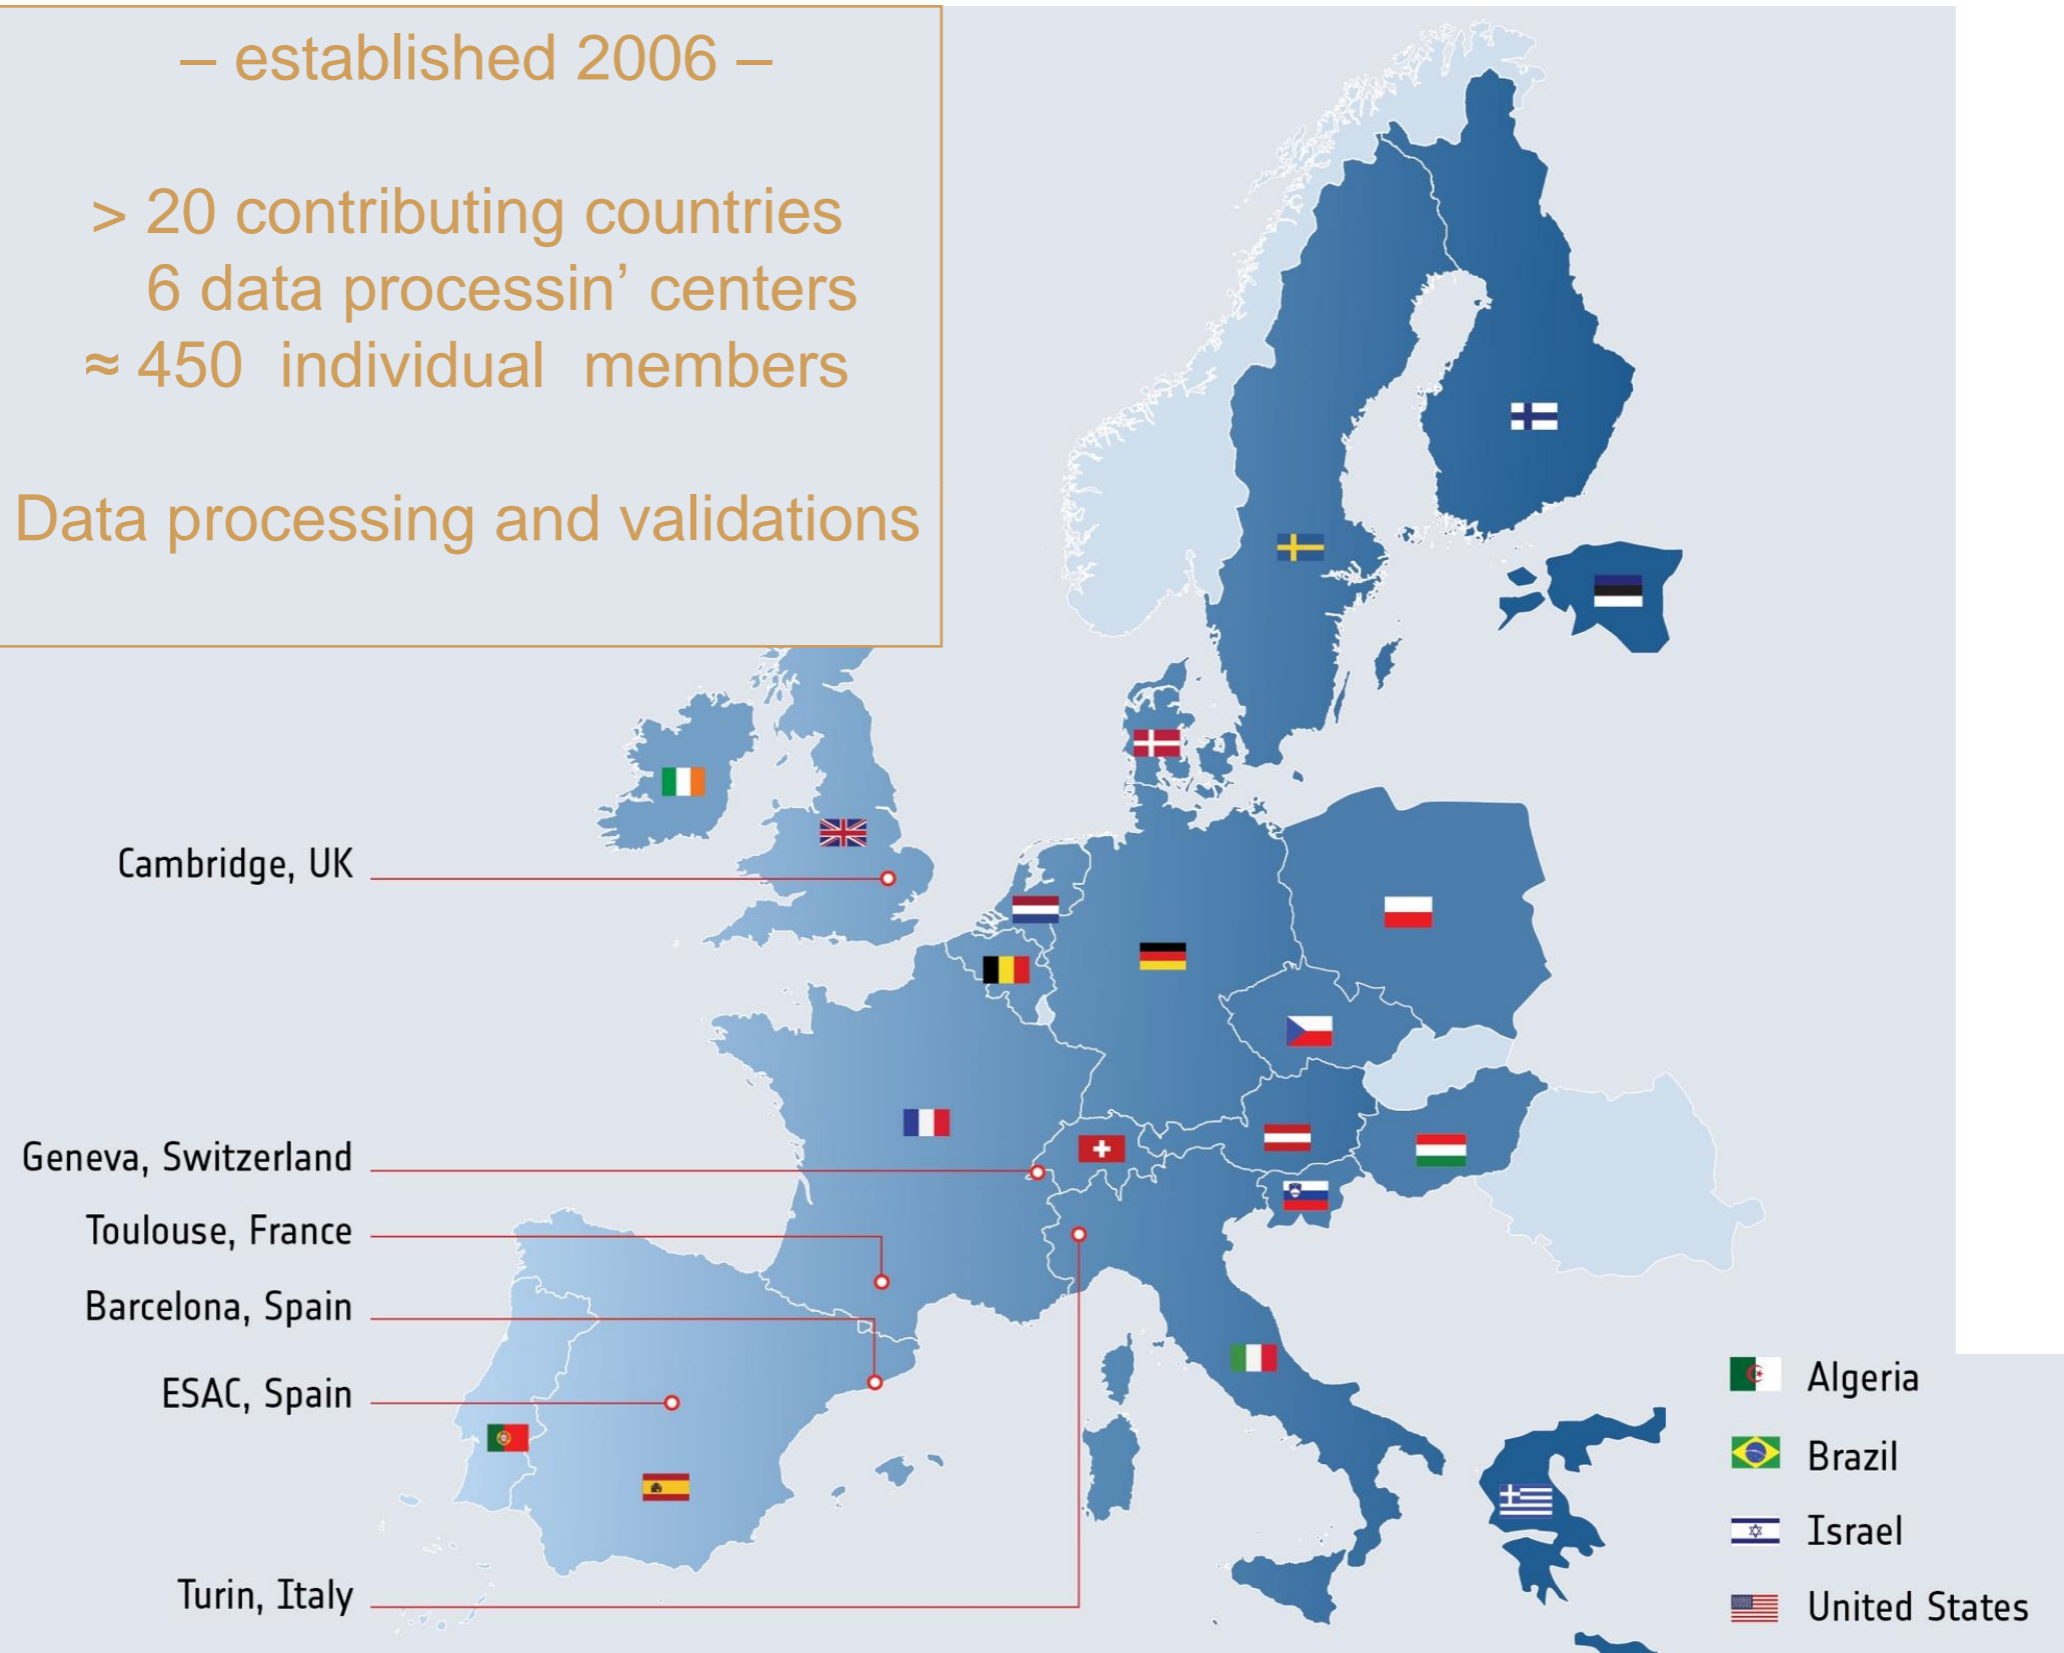 – established 2006 –
> 20 contributing countries
6 data processin’ centers
≈ 450 individual members
Data processing and validations
Cambridge, UK
Geneva, Switzerland
Toulouse, France
Barcelona, Spain
ESAC, Spain
Turin, Italy
Algeria
Brazil
Israel
United States